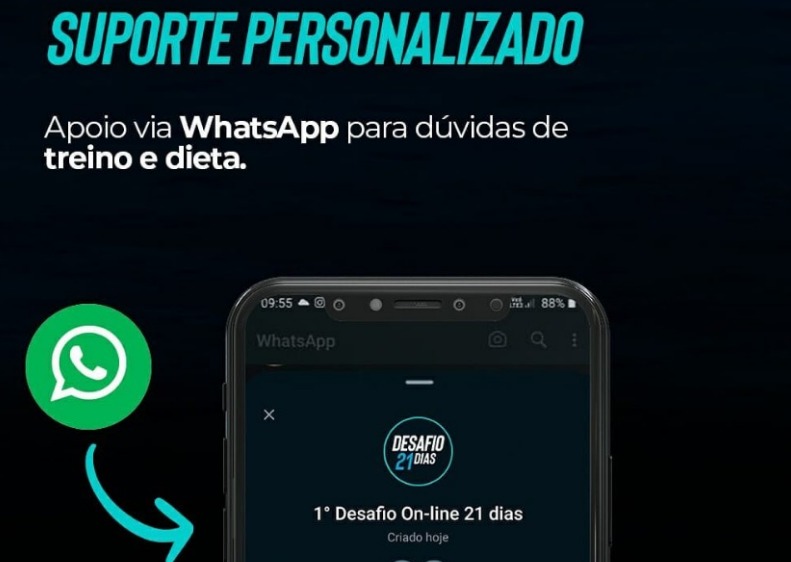 SUPORTE PERSONALIZADO
Apoio via WhatsApp para dúvidas de
treino e dieta.
09:55
88%
WhatsApp
DESAFIO
21 DIAS
1° Desafio On-line 21 dias
Criado hoje